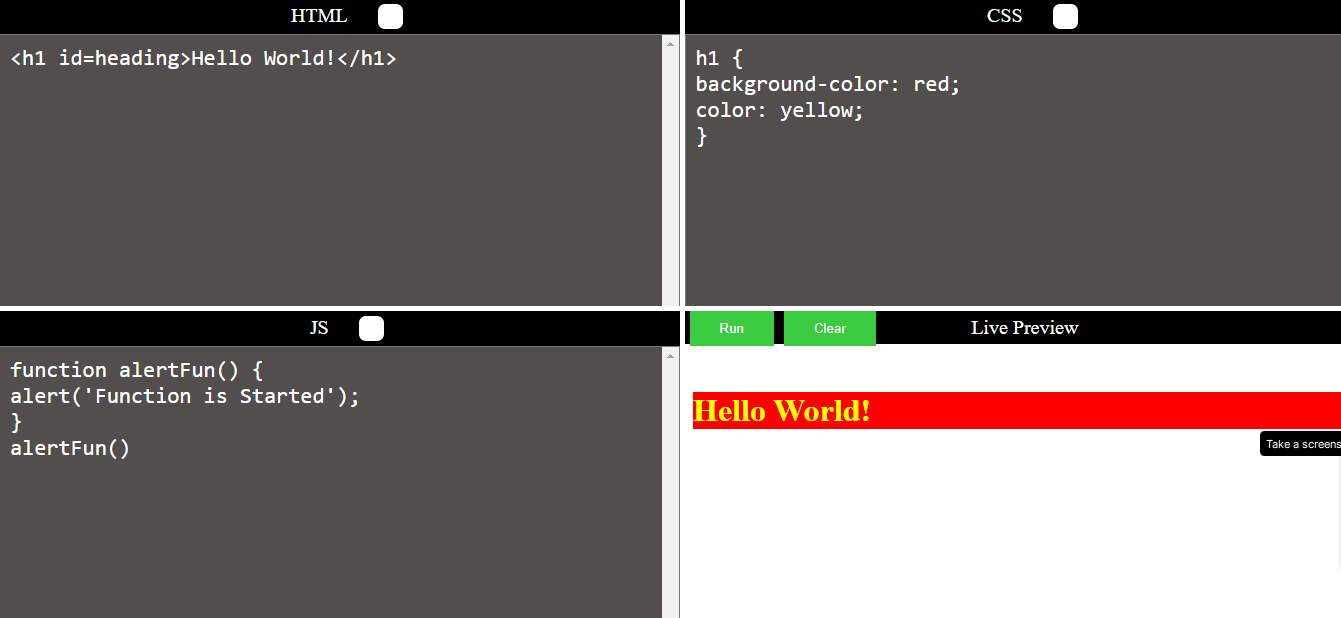 HTML
<h1 id=heading>Hello World!</h1>
CSS
h1 {
background-color: red;
color: yellow;
}
JS
function alertFun() {
alert('Function is Started');
}
alertFun()
Run
Clear
Live Preview
Hello World!
Take a screens